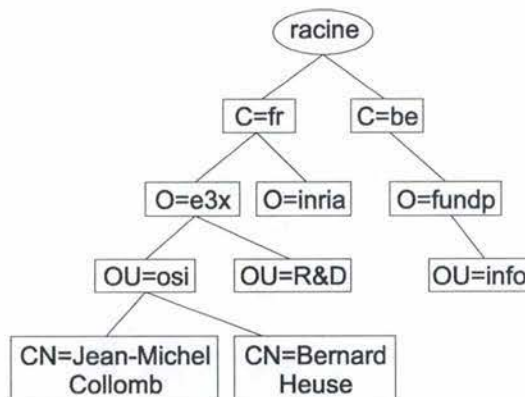 racine
C=fr
C=be
O=e3x
O=inria
O=fundp
OU=osi
OU=R&D
OU=info
CN=Jean-Michel
Collomb
CN=Bernard
Heuse